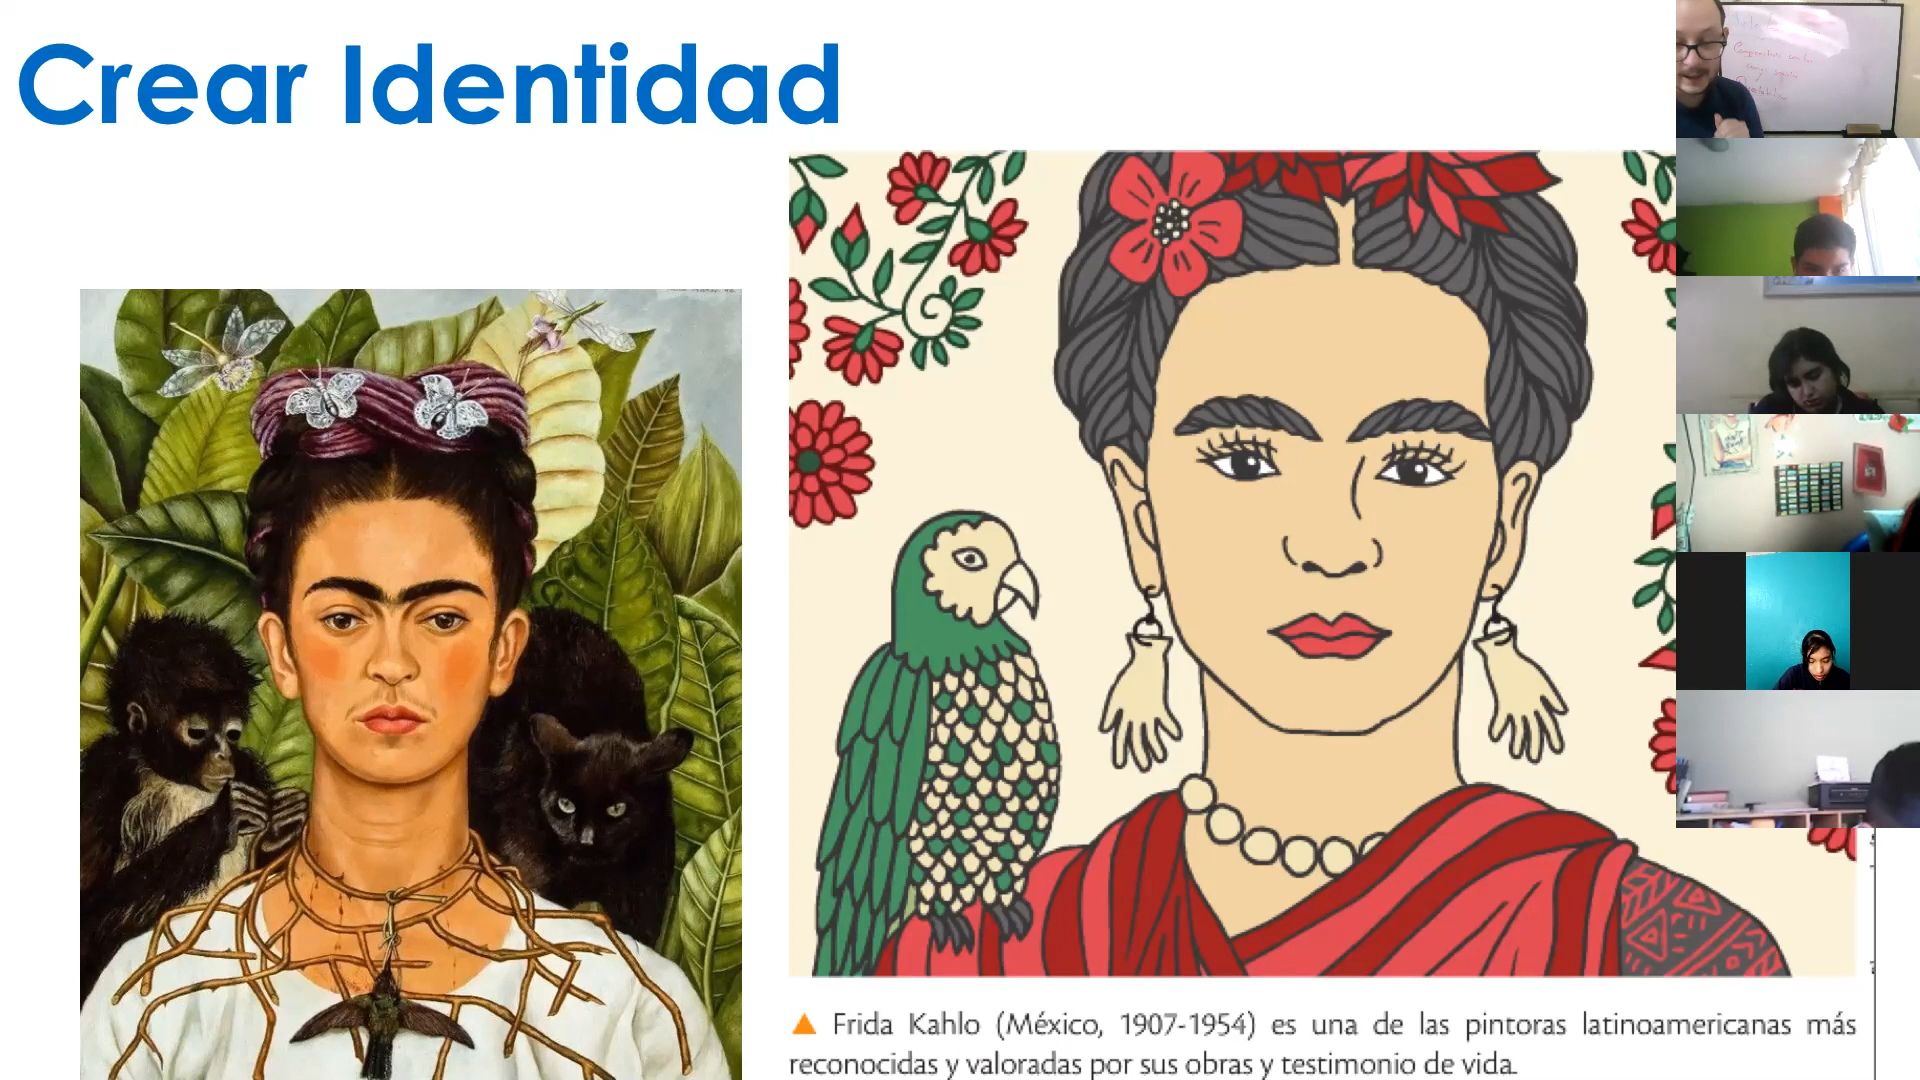 Crear Identidad
▲ Frida Kahlo (México, 1907-1954) es una de las pintoras latinoamericanas más
reconocidas y valoradas por sus obras y testimonio de vida.